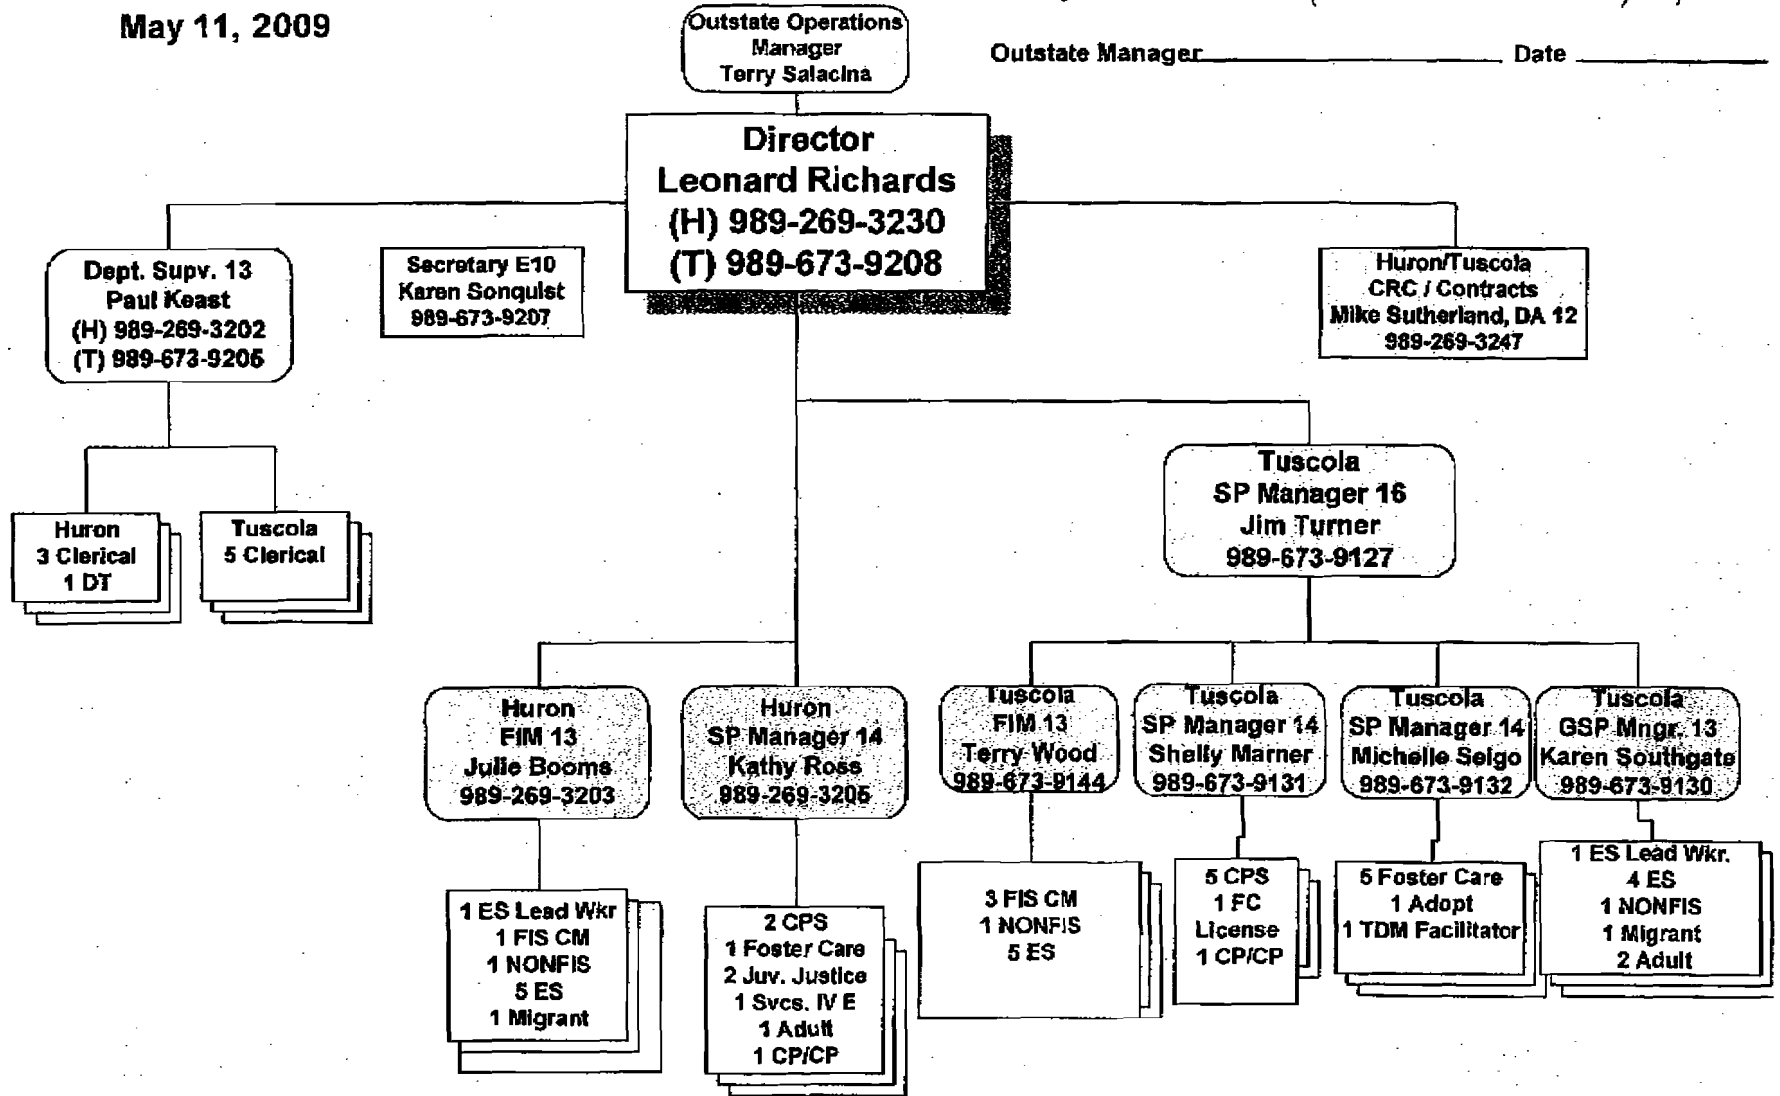 May 11, 2009
Outstate Operations
Manager
Terry Salacina
Outstate Manager Date
Director
Leonard Richards
(H) 989-269-3230
(T) 989-673-9208
Dept. Supv. 13
Paul Keast
(H) 989-269-3202
(T) 989-673-9205
Secretary E10
Karen Sonquist
989-673-9207
Huron/Tuscola
CRC / Contracts
Mike Sutherland, DA 12
989-269-3247
Huron
3 Clerical
1 DT
Tuscola
5 Clerical
Tuscola
SP Manager 16
Jim Turner
989-673-9127
Huron
FIM 13
Julie Booms
989-269-3203
Huron
SP Manager 14
Kathy Ross
989-269-3205
Tuscola
FIM 13
Terry Wood
989-673-9144
Tuscola
SP Manager 14
Shelly Marner
989-673-9131
Tuscola
SP Manager 14
Michelle Selgo
989-673-9132
Tuscola
GSP Mngr. 13
Karen Southgate
989-673-9130
1 ES Lead Wkr
1 FIS CM
1 NONFIS
5 ES
1 Migrant
2 CPS
1 Foster Care
2 Juv. Justice
1 Svcs. IV E
1 Adult
1 CP/CP
3 FIS CM
1 NONFIS
5 ES
5 CPS
1 FC
License
1 CP/CP
5 Foster Care
1 Adopt
1 TDM Facilitator
1 ES Lead Wkr.
4 ES
1 NONFIS
1 Migrant
2 Adult